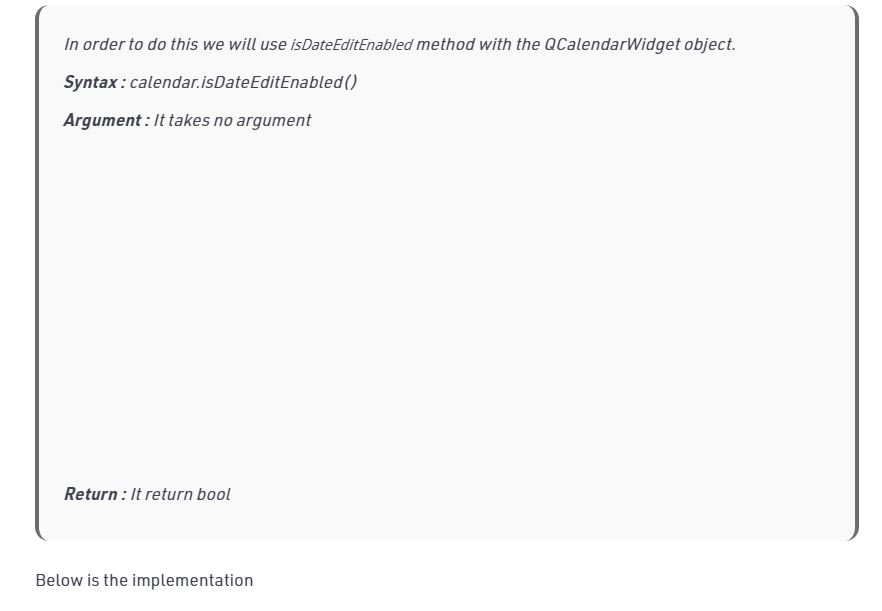 In order to do this we will use isDateEditEnabled method with the QCalendarWidget object.
Syntax : calendar.isDateEditEnabled()
Argument : It takes no argument
Return : It return bool
Below is the implementation